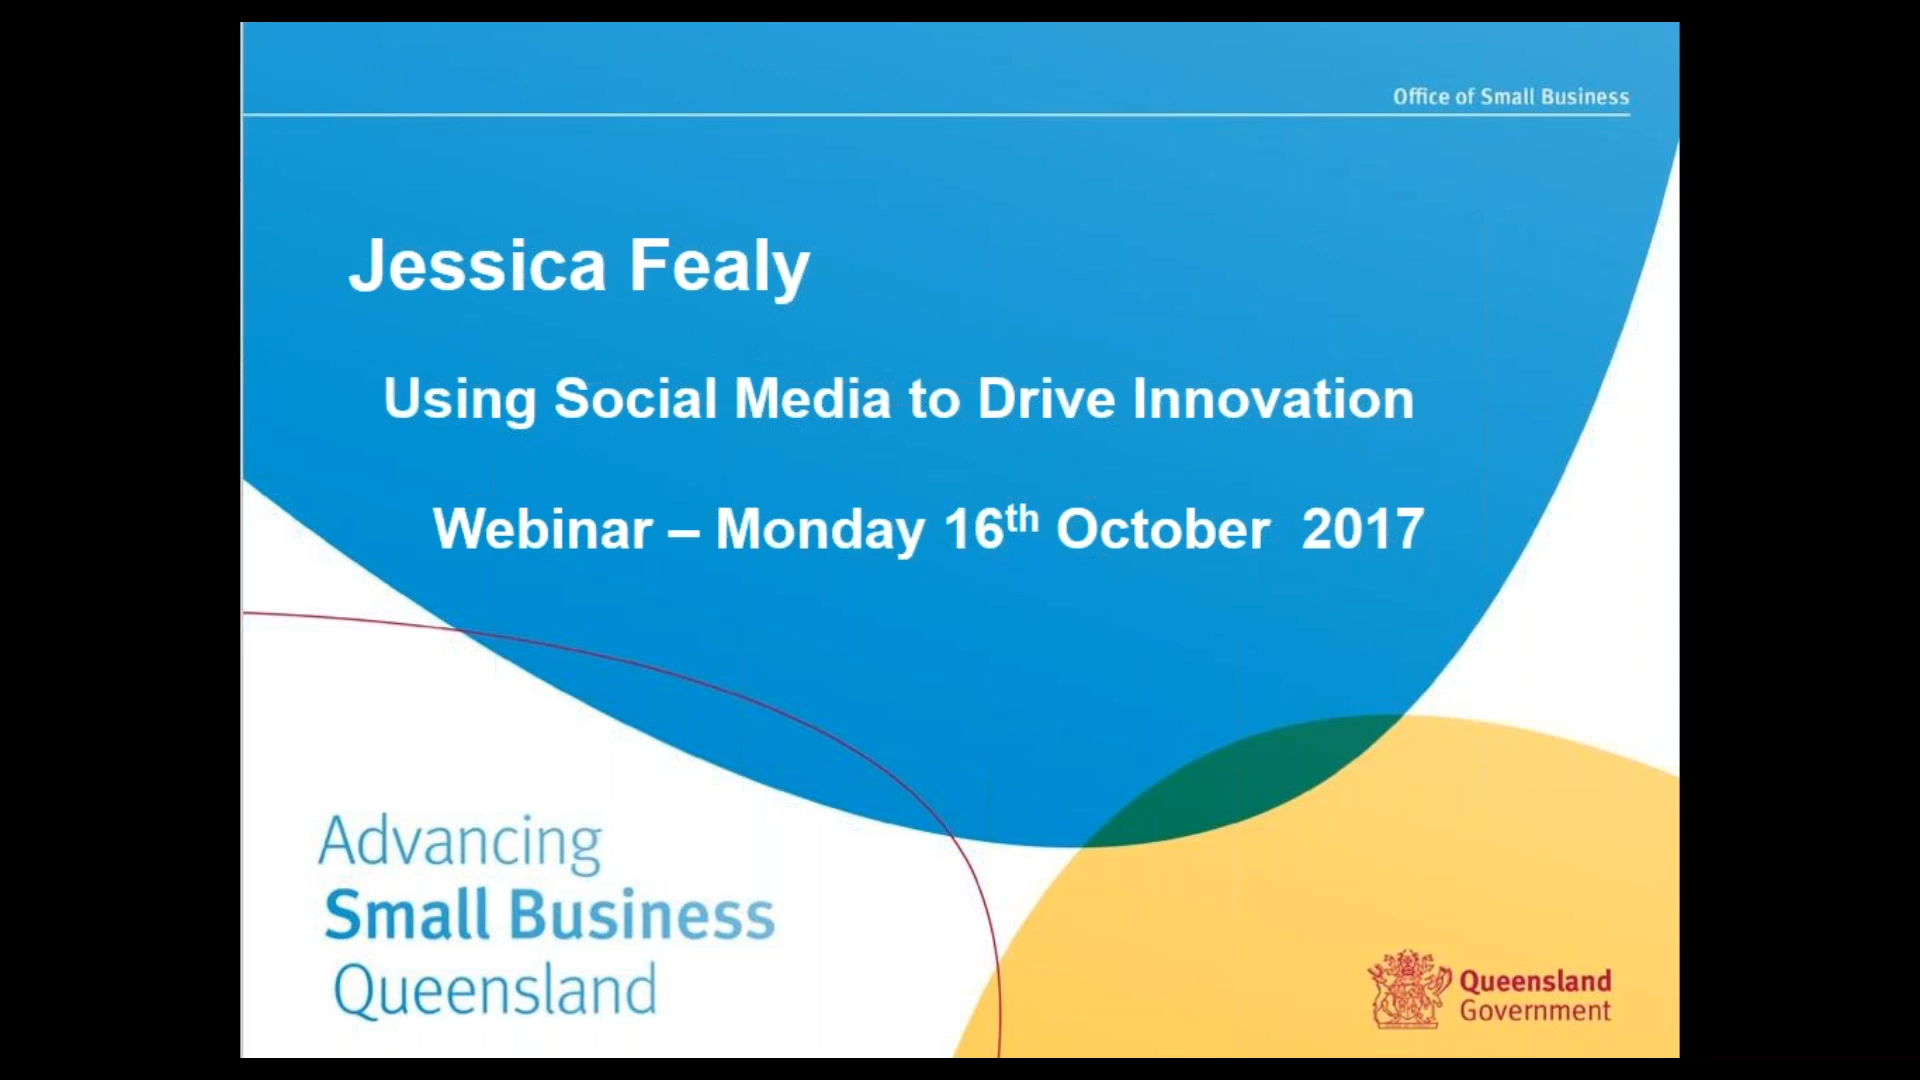 Office of Small Business
Jessica Fealy
Using Social Media to Drive Innovation
Webinar – Monday 16th October  2017
Advancing
Small Business
Queensland
Queensland
Government